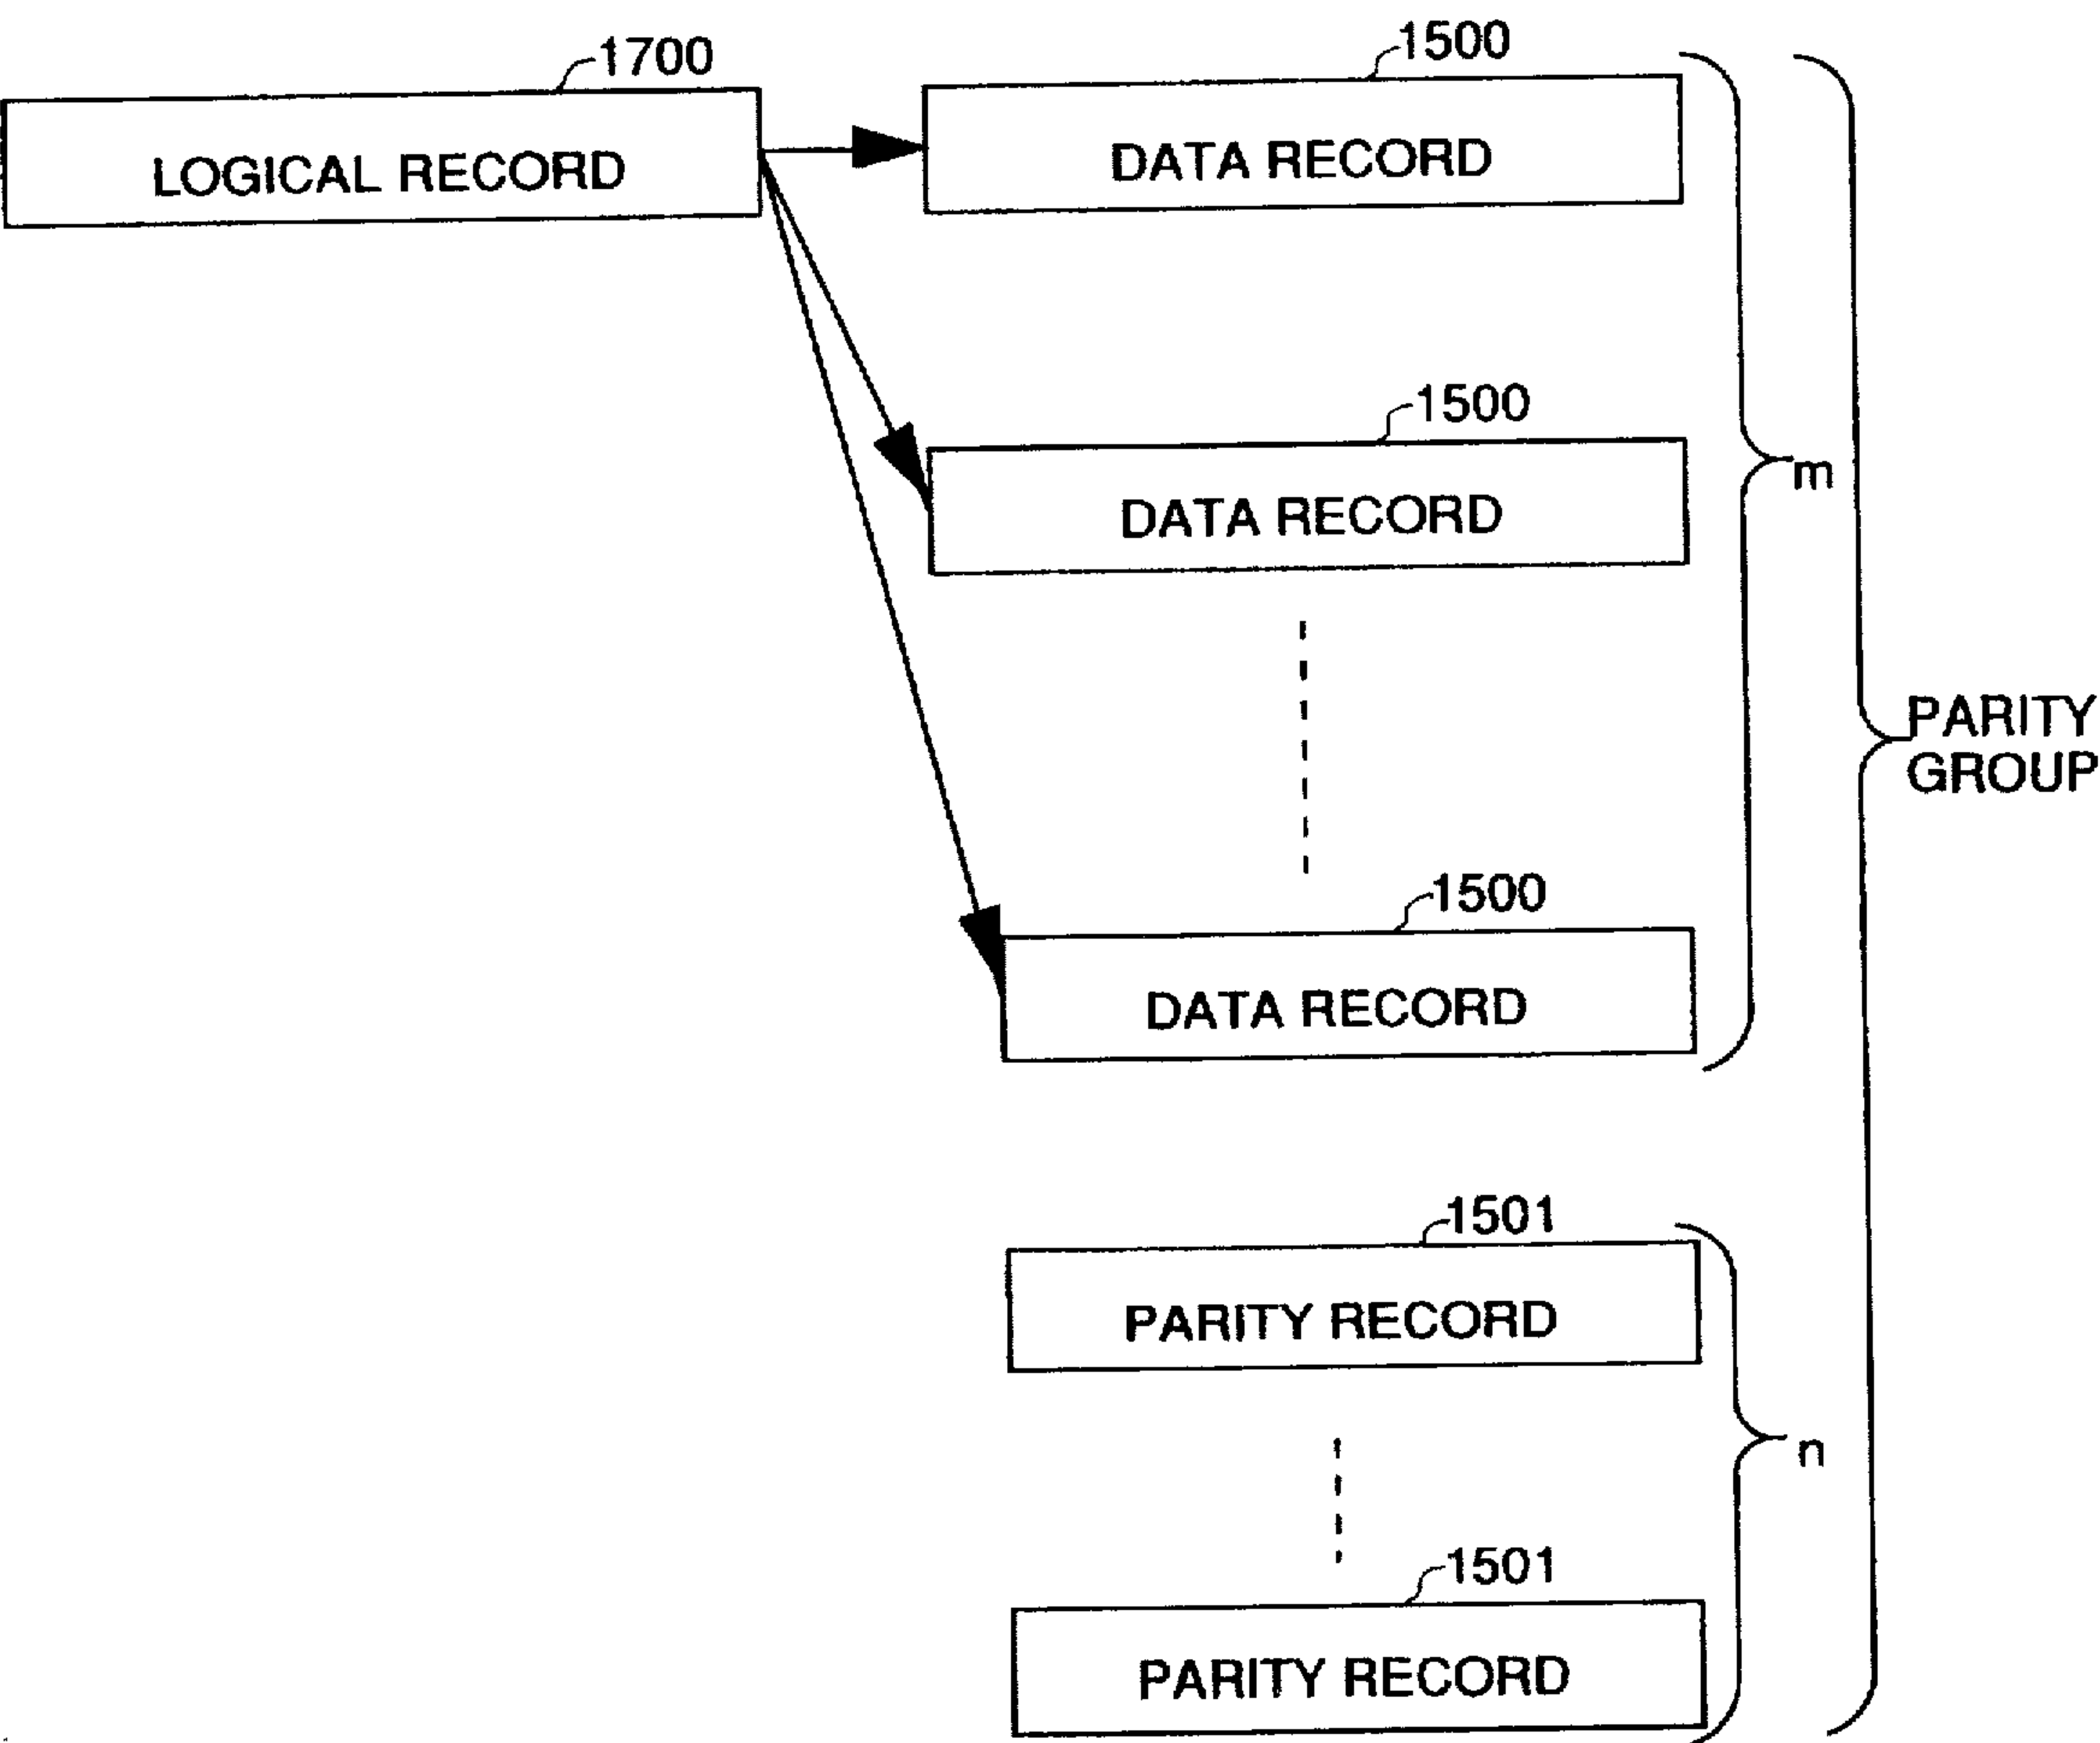 1700
LOGICAL RECORD
1500
DATA RECORD
1500
DATA RECORD
m
PARITY
GROUP
1500
DATA RECORD
1501
PARITY RECORD
n
1501
PARITY RECORD